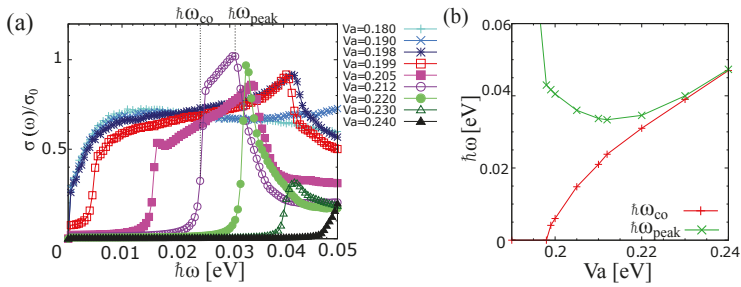 (a)
ħω_co
ħω_peak
Va=0.180
Va=0.190
Va=0.198
Va=0.199
Va=0.205
Va=0.212
Va=0.220
Va=0.230
Va=0.240
σ(ω)/σ₀
1
0.5
0 0.01 0.02 0.03 0.04 0.05
ħω [eV]
(b)
ħω [eV]
0.06
0.04
0.02
0
0.2 0.22 0.24
Va [eV]
ħω_co
ħω_peak